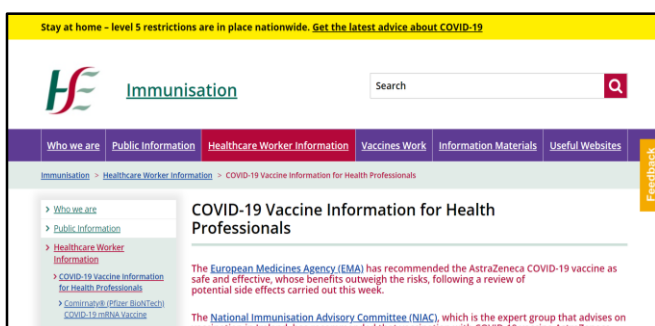 Stay at home – level 5 restrictions are in place nationwide. Get the latest advice about COVID-19
HSE
Immunisation
Search
Who we are
Public Information
Healthcare Worker Information
Vaccines Work
Information Materials
Useful Websites
Feedback
Immunisation > Healthcare Worker Information > COVID-19 Vaccine Information for Health Professionals
> Who we are
> Public Information
> Healthcare Worker
Information
> COVID-19 Vaccine Information
for Health Professionals
> Comirnaty® (Pfizer BioNTech)
COVID-19 mRNA Vaccine
COVID-19 Vaccine Information for Health
Professionals
The European Medicines Agency (EMA) has recommended the AstraZeneca COVID-19 vaccine as
safe and effective, whose benefits outweigh the risks, following a review of
potential side effects carried out this week.
The National Immunisation Advisory Committee (NIAC), which is the expert group that advises on